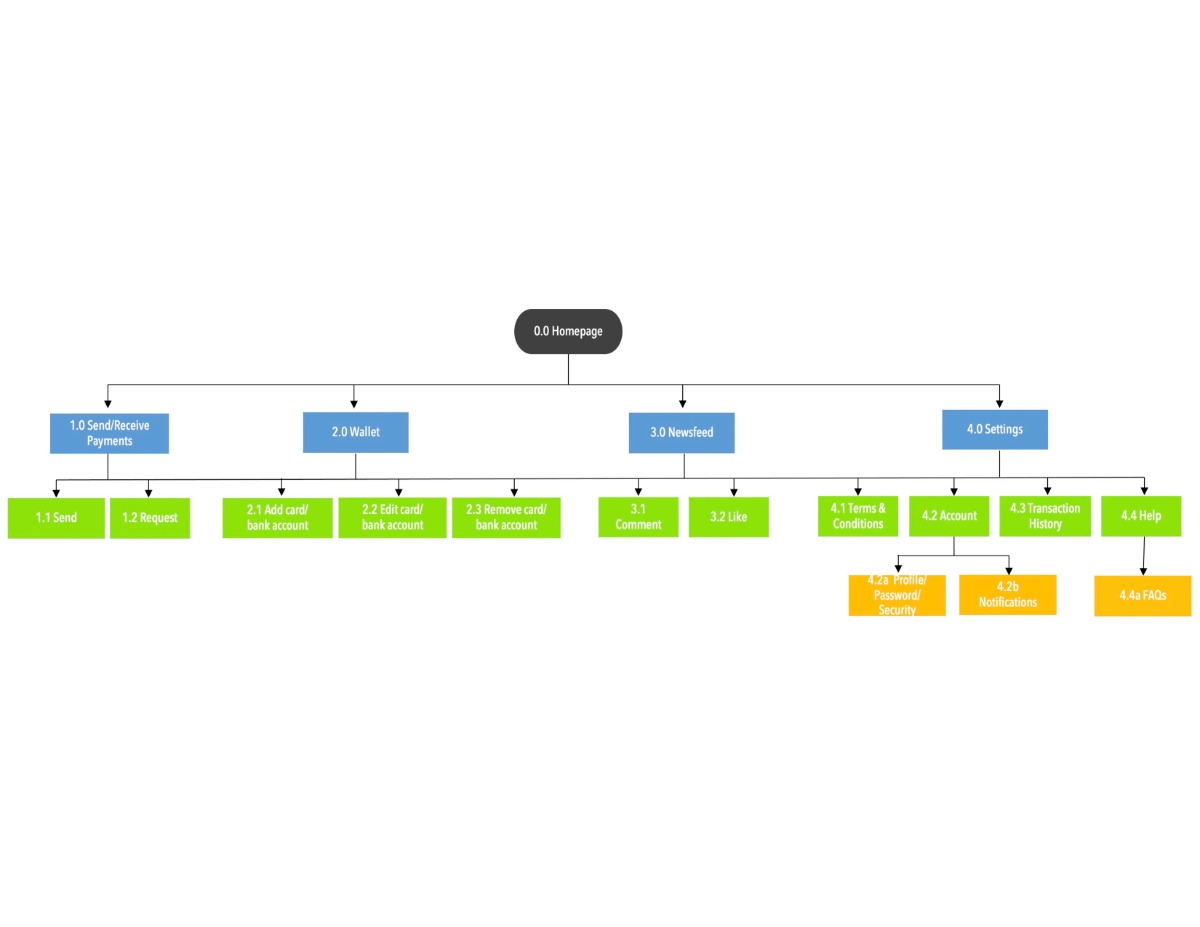 0.0 Homepage
1.0 Send/Receive
Payments
2.0 Wallet
3.0 Newsfeed
4.0 Settings
1.1 Send
1.2 Request
2.1 Add card/
bank account
2.2 Edit card/
bank account
2.3 Remove card/
bank account
3.1
Comment
3.2 Like
4.1 Terms &
Conditions
4.2 Account
4.3 Transaction
History
4.4 Help
4.2a Profile/
Password/
Security
4.2b
Notifications
4.4a FAQs